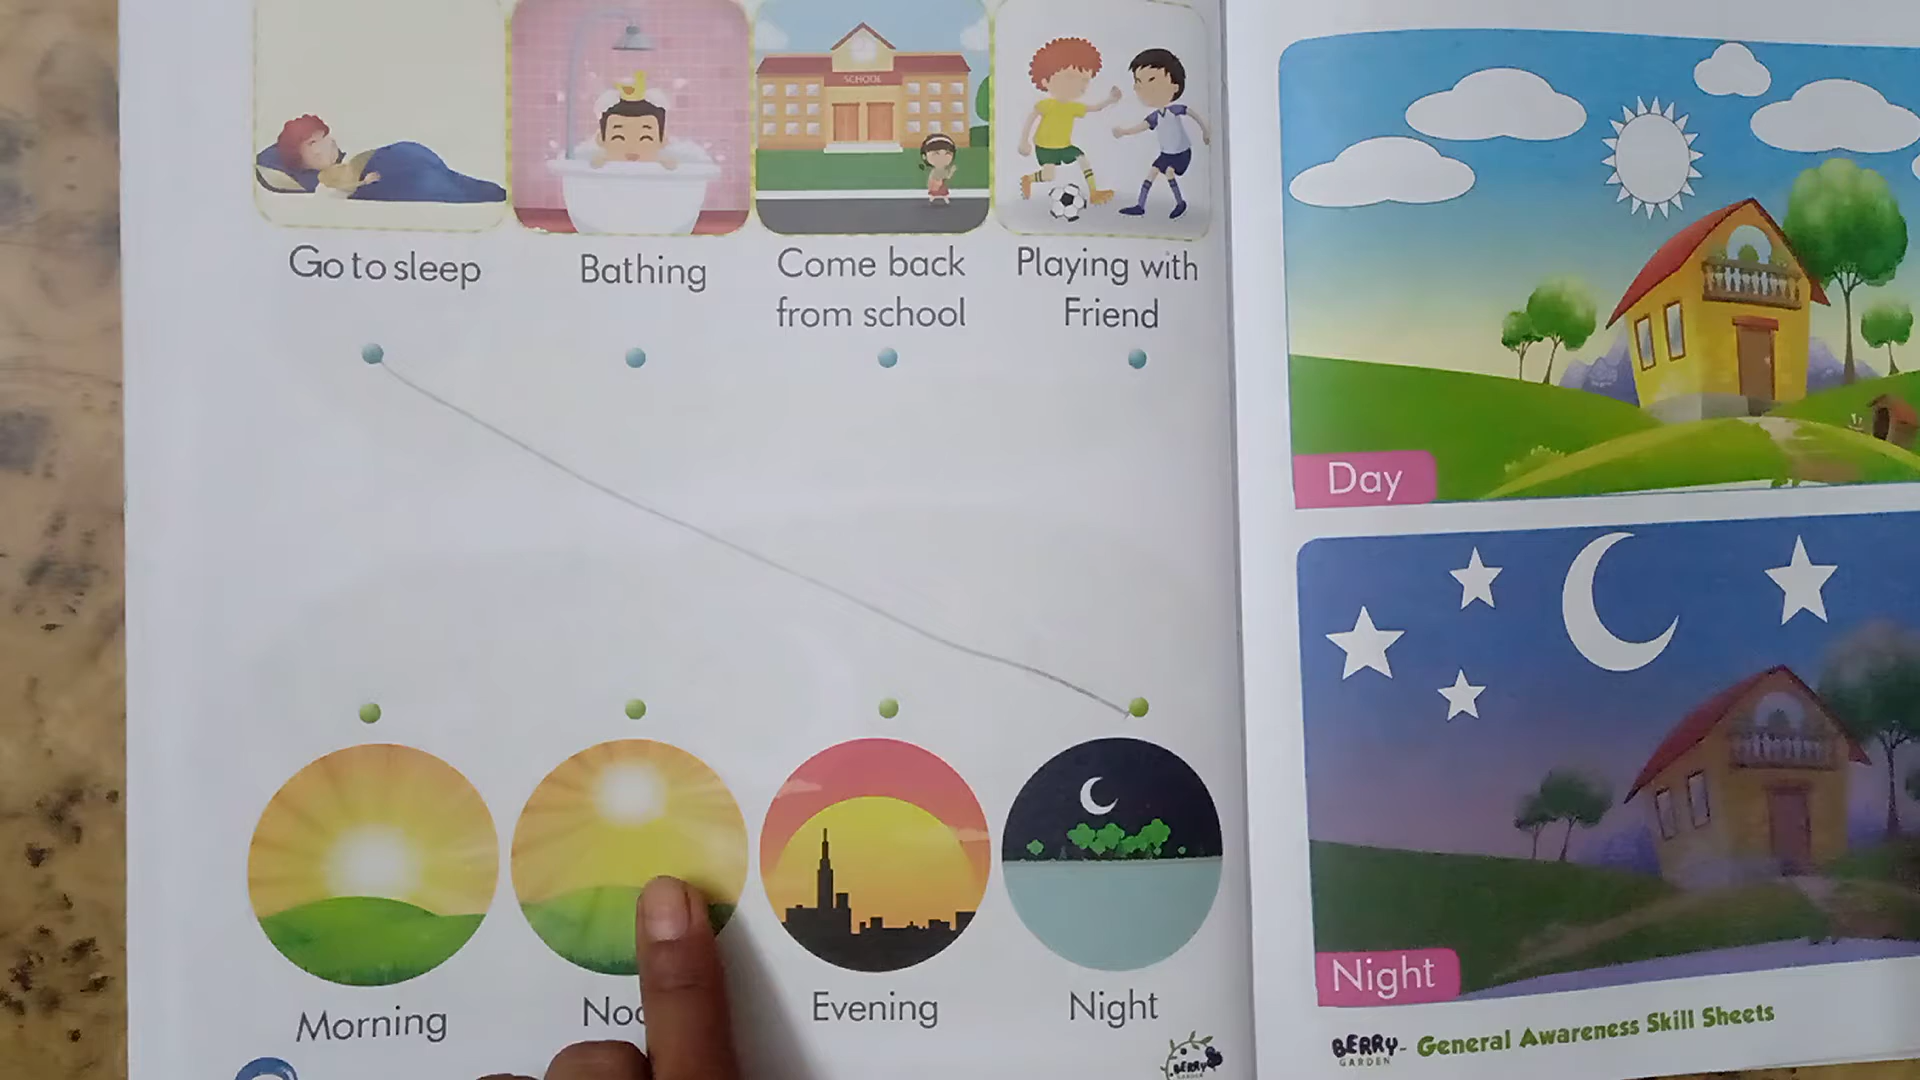 SCHOOL
Go to sleep
Bathing
Come back
from school
Playing with
Friend
Morning
Evening
Night
BERRY
Day
Night
BERRY
GARDEN
- General Awareness Skill Sheets